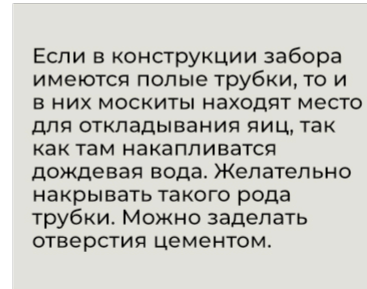 Если в конструкции забора
имеются полые трубки, то и
в них москиты находят место
для откладывания яиц, так
как там накапливатся
дождевая вода. Желательно
накрывать такого рода
трубки. Можно заделать
отверстия цементом.